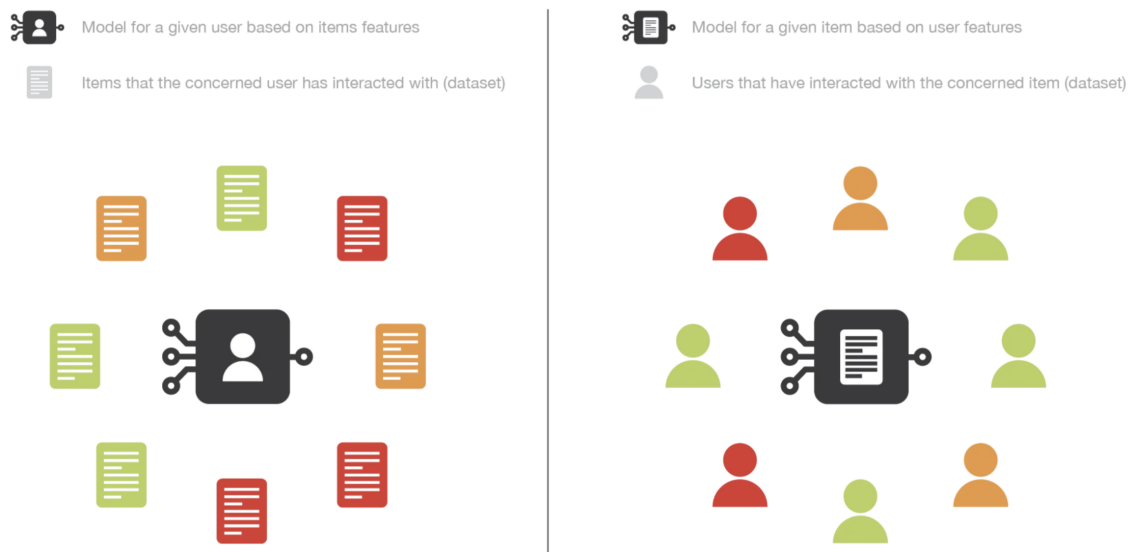 Model for a given user based on items features
Items that the concerned user has interacted with (dataset)
Model for a given item based on user features
Users that have interacted with the concerned item (dataset)